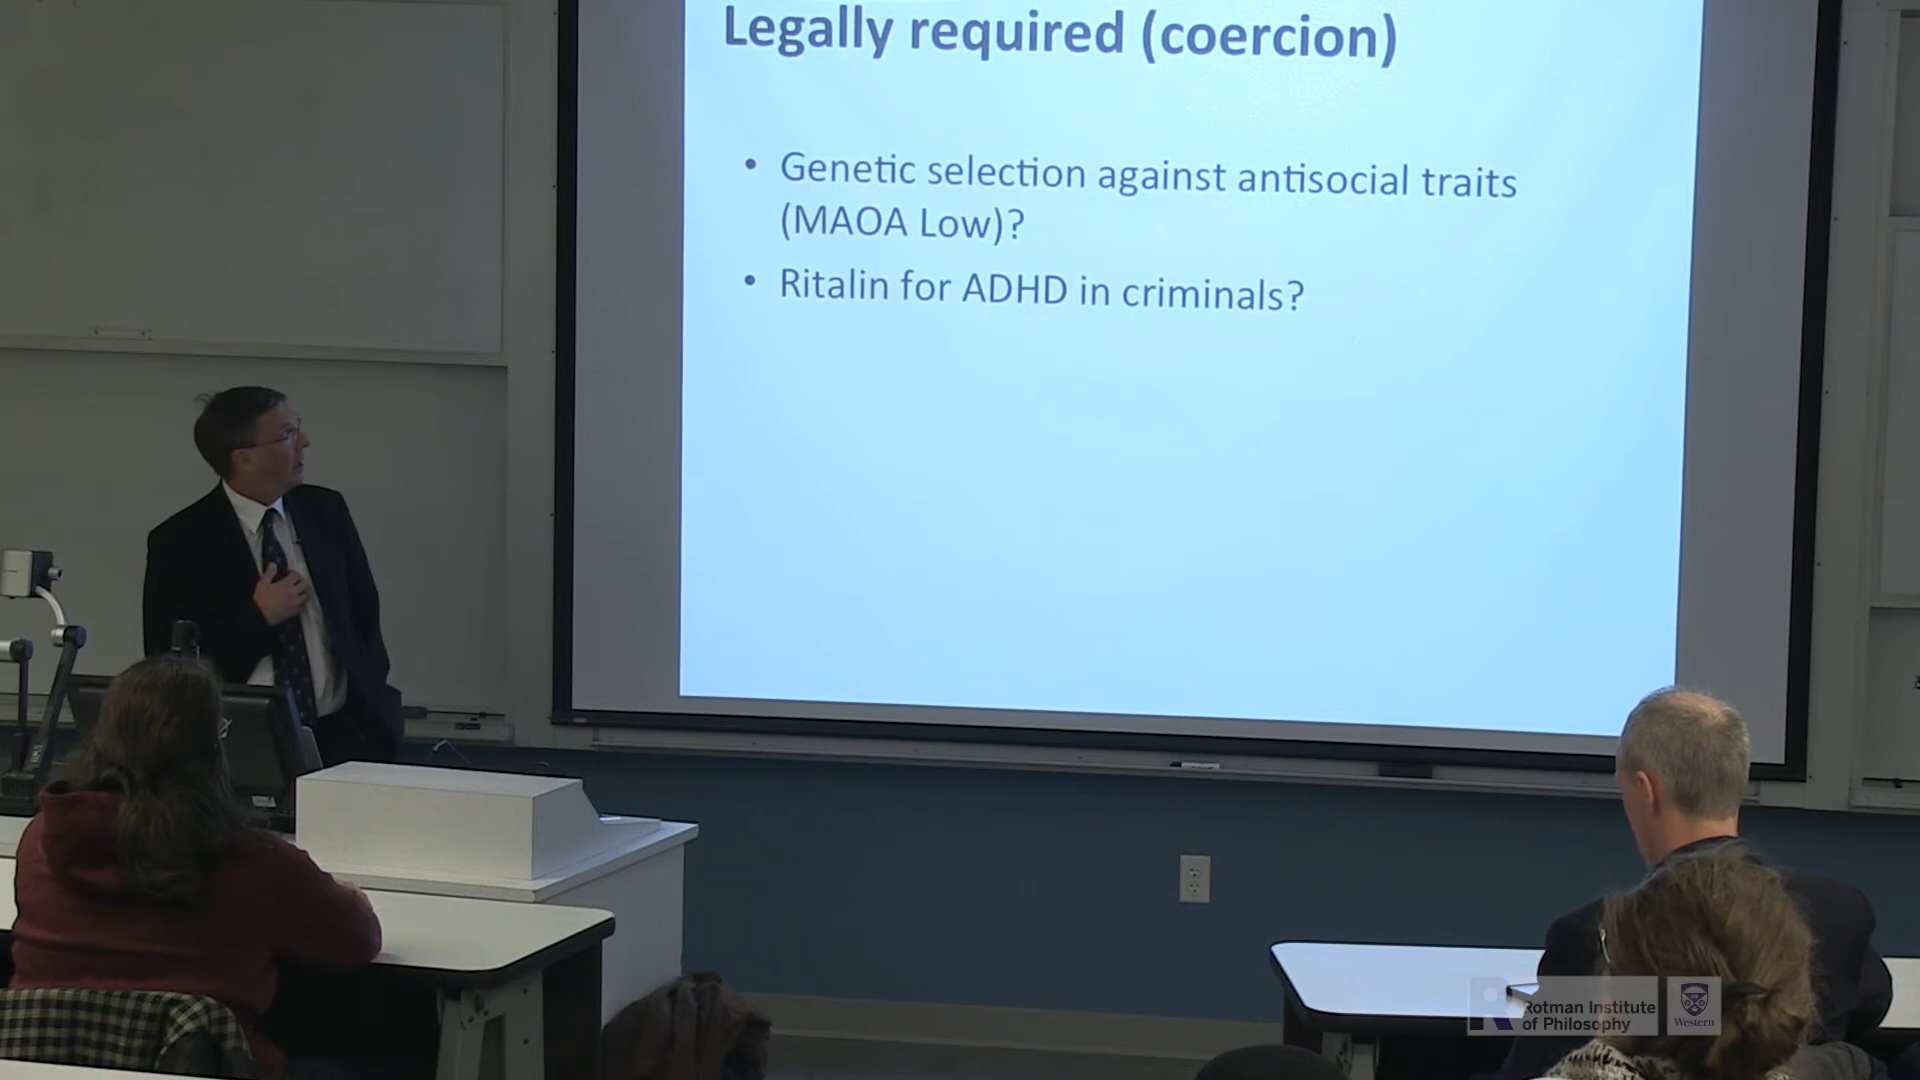 Legally required (coercion)
• Genetic selection against antisocial traits
(MAOA Low)?
• Ritalin for ADHD in criminals?
Rotman Institute
of Philosophy
Western